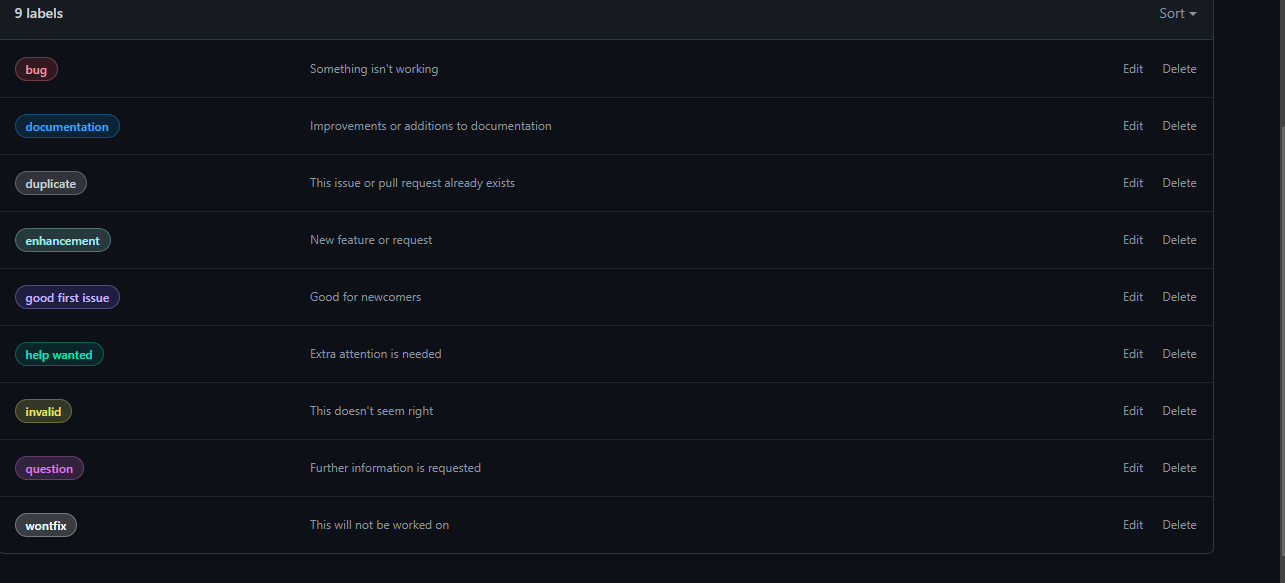 9 labels Sort
bug Something isn't working Edit Delete
documentation Improvements or additions to documentation Edit Delete
duplicate This issue or pull request already exists Edit Delete
enhancement New feature or request Edit Delete
good first issue Good for newcomers Edit Delete
help wanted Extra attention is needed Edit Delete
invalid This doesn't seem right Edit Delete
question Further information is requested Edit Delete
wontfix This will not be worked on Edit Delete